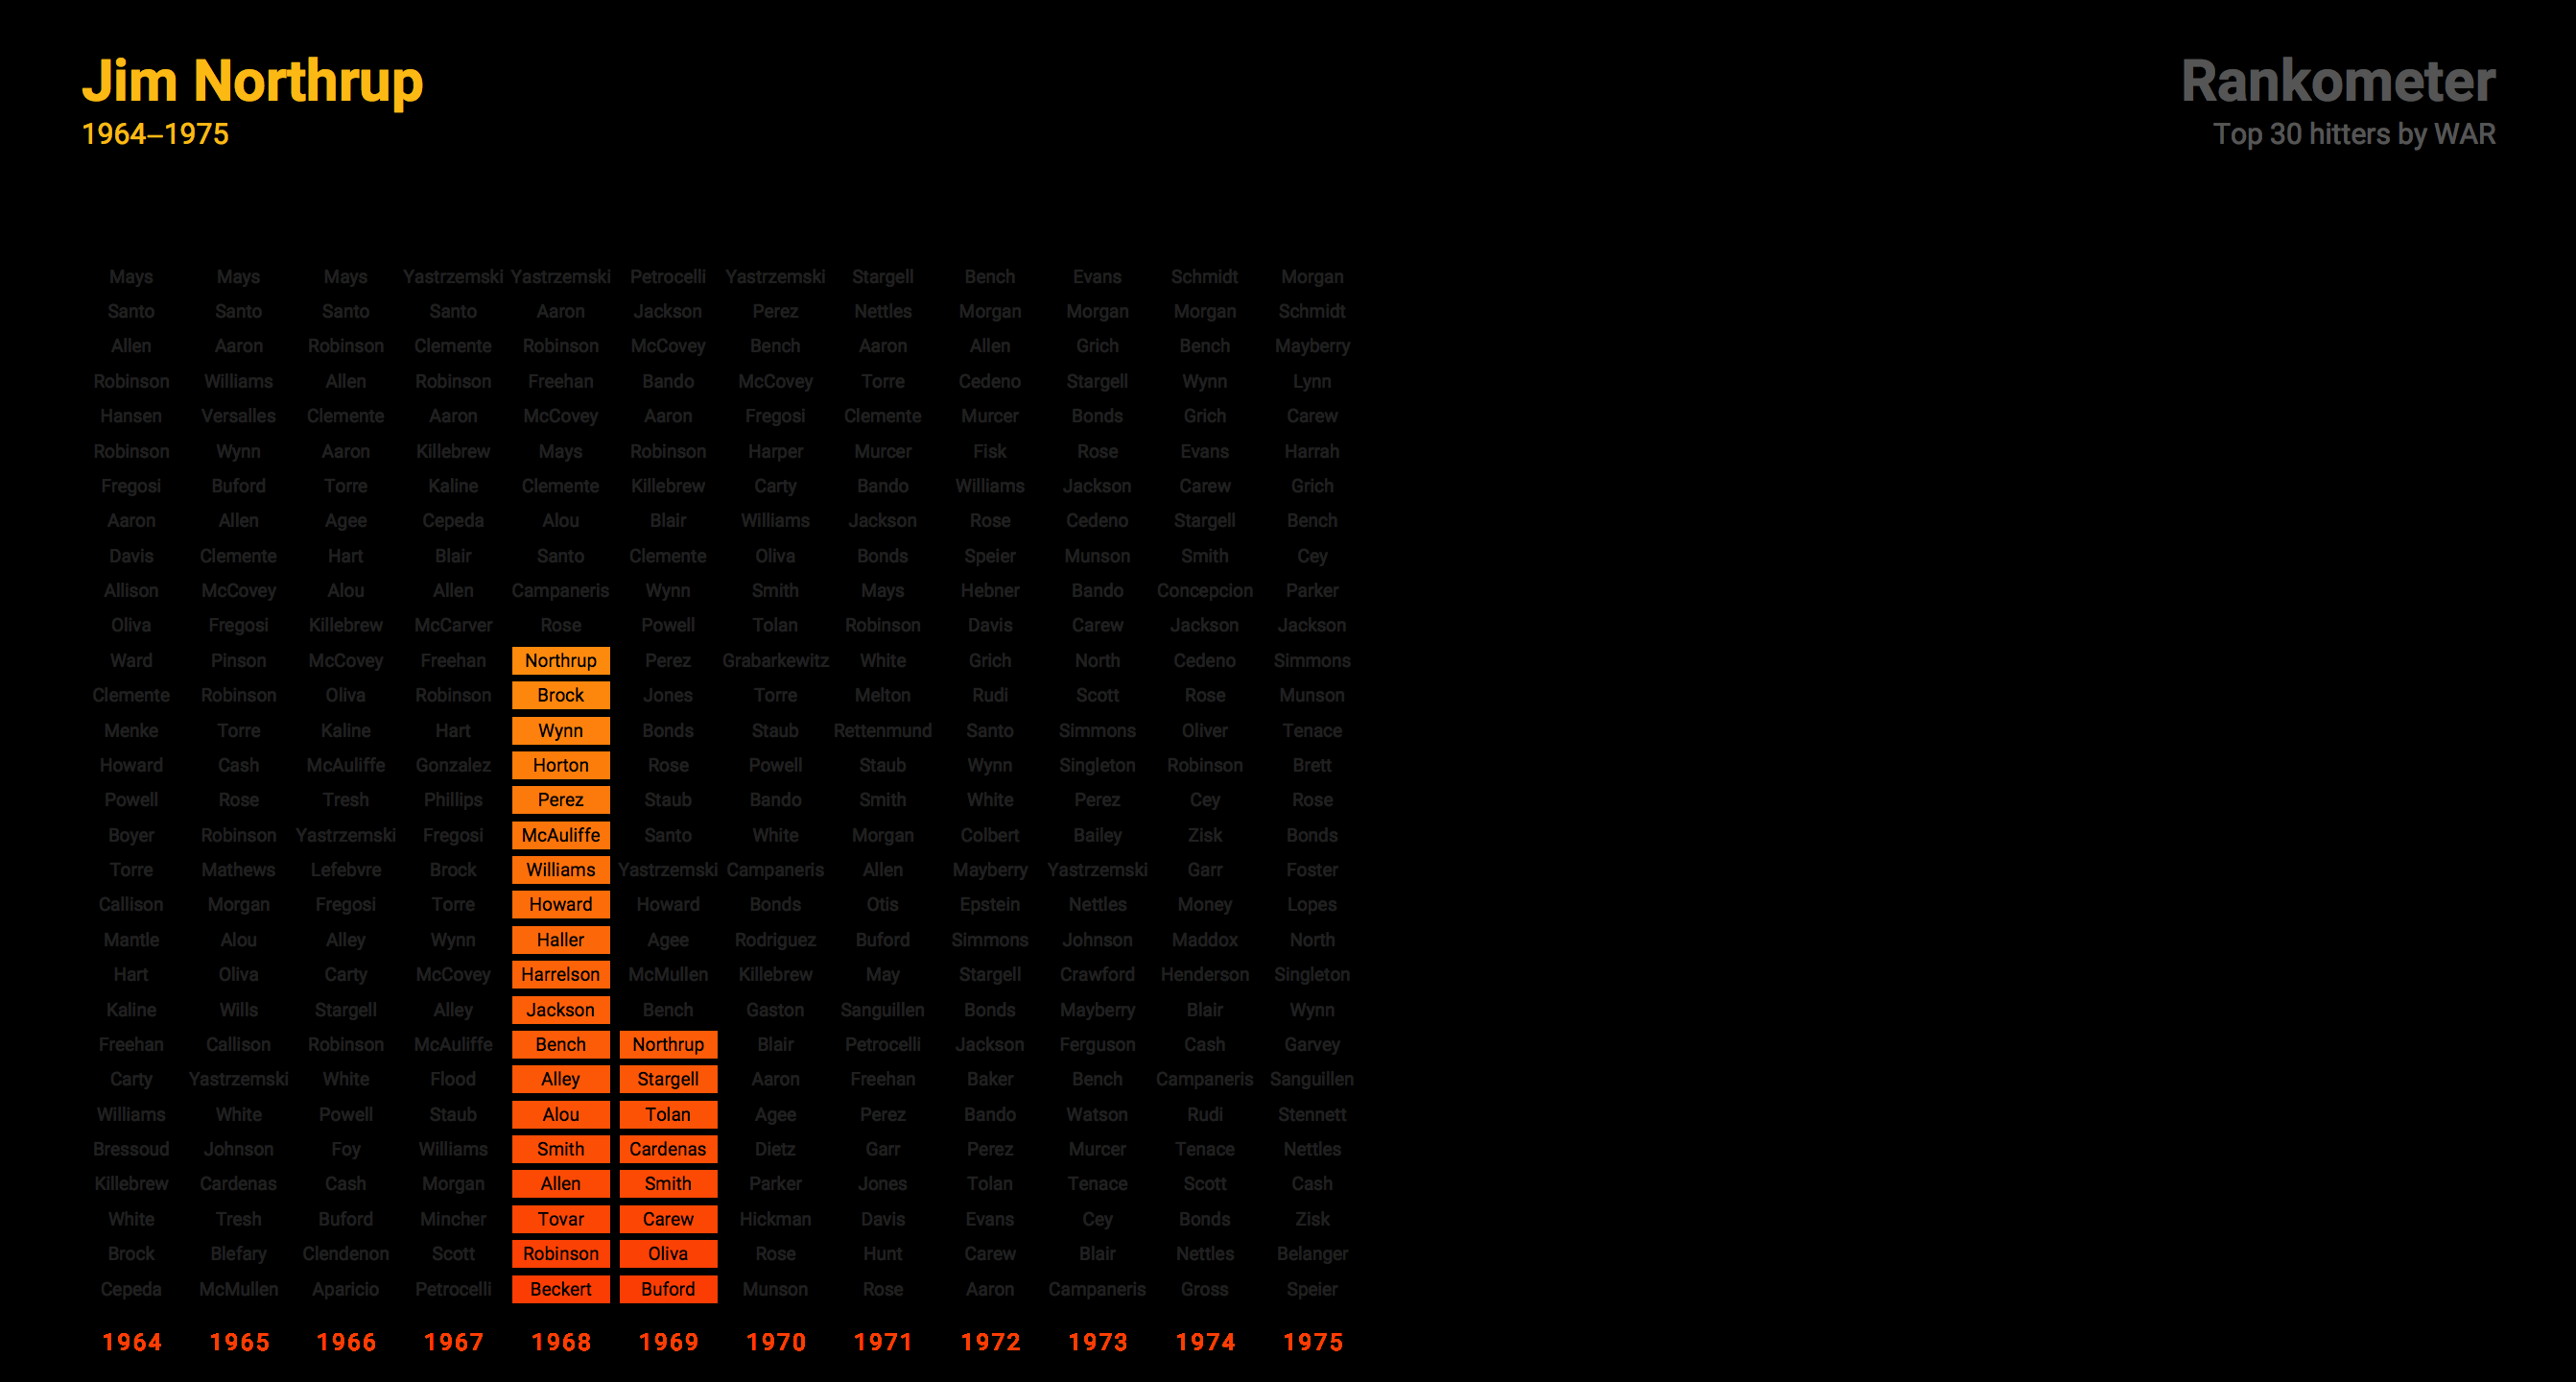 Jim Northrup
1964–1975
Rankometer
Top 30 hitters by WAR
Mays Mays Mays Yastrzemski Yastrzemski Petrocelli Yastrzemski Stargell Bench Evans Schmidt Morgan
Santo Santo Santo Santo Aaron Jackson Perez Nettles Morgan Morgan Morgan Schmidt
Allen Aaron Robinson Clemente Robinson McCovey Bench Aaron Allen Grich Bench Mayberry
Robinson Williams Allen Robinson Freehan Bando McCovey Torre Cedeno Stargell Wynn Lynn
Hansen Versalles Clemente Aaron McCovey Aaron Fregosi Clemente Murcer Bonds Grich Carew
Robinson Wynn Aaron Killebrew Mays Robinson Harper Murcer Fisk Rose Evans Harrah
Fregosi Buford Torre Kaline Clemente Killebrew Carty Bando Williams Jackson Carew Grich
Aaron Allen Agee Cepeda Alou Blair Williams Jackson Rose Cedeno Stargell Bench
Davis Clemente Hart Blair Santo Clemente Oliva Bonds Speier Munson Smith Cey
Allison McCovey Alou Allen Campaneris Wynn Smith Mays Hebner Bando Concepcion Parker
Oliva Fregosi Killebrew McCarver Rose Powell Tolan Robinson Davis Carew Jackson Jackson
Ward Pinson McCovey Freehan Northrup Perez Grabarkewitz White Grich North Cedeno Simmons
Clemente Robinson Oliva Robinson Brock Jones Torre Melton Rudi Scott Rose Munson
Menke Torre Kaline Hart Wynn Bonds Staub Rettenmund Santo Simmons Oliver Tenace
Howard Cash McAuliffe Gonzalez Horton Rose Powell Staub Wynn Singleton Robinson Brett
Powell Rose Tresh Phillips Perez Staub Bando Smith White Perez Cey Rose
Boyer Robinson Yastrzemski Fregosi McAuliffe Santo White Morgan Colbert Bailey Zisk Bonds
Torre Mathews Lefebvre Brock Williams Yastrzemski Campaneris Allen Mayberry Yastrzemski Garr Foster
Callison Morgan Fregosi Torre Howard Howard Bonds Otis Epstein Nettles Money Lopes
Mantle Alou Alley Wynn Haller Agee Rodriguez Buford Simmons Johnson Maddox North
Hart Oliva Carty McCovey Harrelson McMullen Killebrew May Stargell Crawford Henderson Singleton
Kaline Wills Stargell Alley Jackson Bench Gaston Sanguillen Bonds Mayberry Blair Wynn
Freehan Callison Robinson McAuliffe Bench Northrup Blair Petrocelli Jackson Ferguson Cash Garvey
Carty Yastrzemski White Flood Alley Stargell Aaron Freehan Baker Bench Campaneris Sanguillen
Williams White Powell Staub Alou Tolan Agee Perez Bando Watson Rudi Stennett
Bressoud Johnson Foy Williams Smith Cardenas Dietz Garr Perez Murcer Tenace Nettles
Killebrew Cardenas Cash Morgan Allen Smith Parker Jones Tolan Tenace Scott Cash
White Tresh Buford Mincher Tovar Carew Hickman Davis Evans Cey Bonds Zisk
Brock Blefary Clendenon Scott Robinson Oliva Rose Hunt Carew Blair Nettles Belanger
Cepeda McMullen Aparicio Petrocelli Beckert Buford Munson Rose Aaron Campaneris Gross Speier
1964 1965 1966 1967 1968 1969 1970 1971 1972 1973 1974 1975